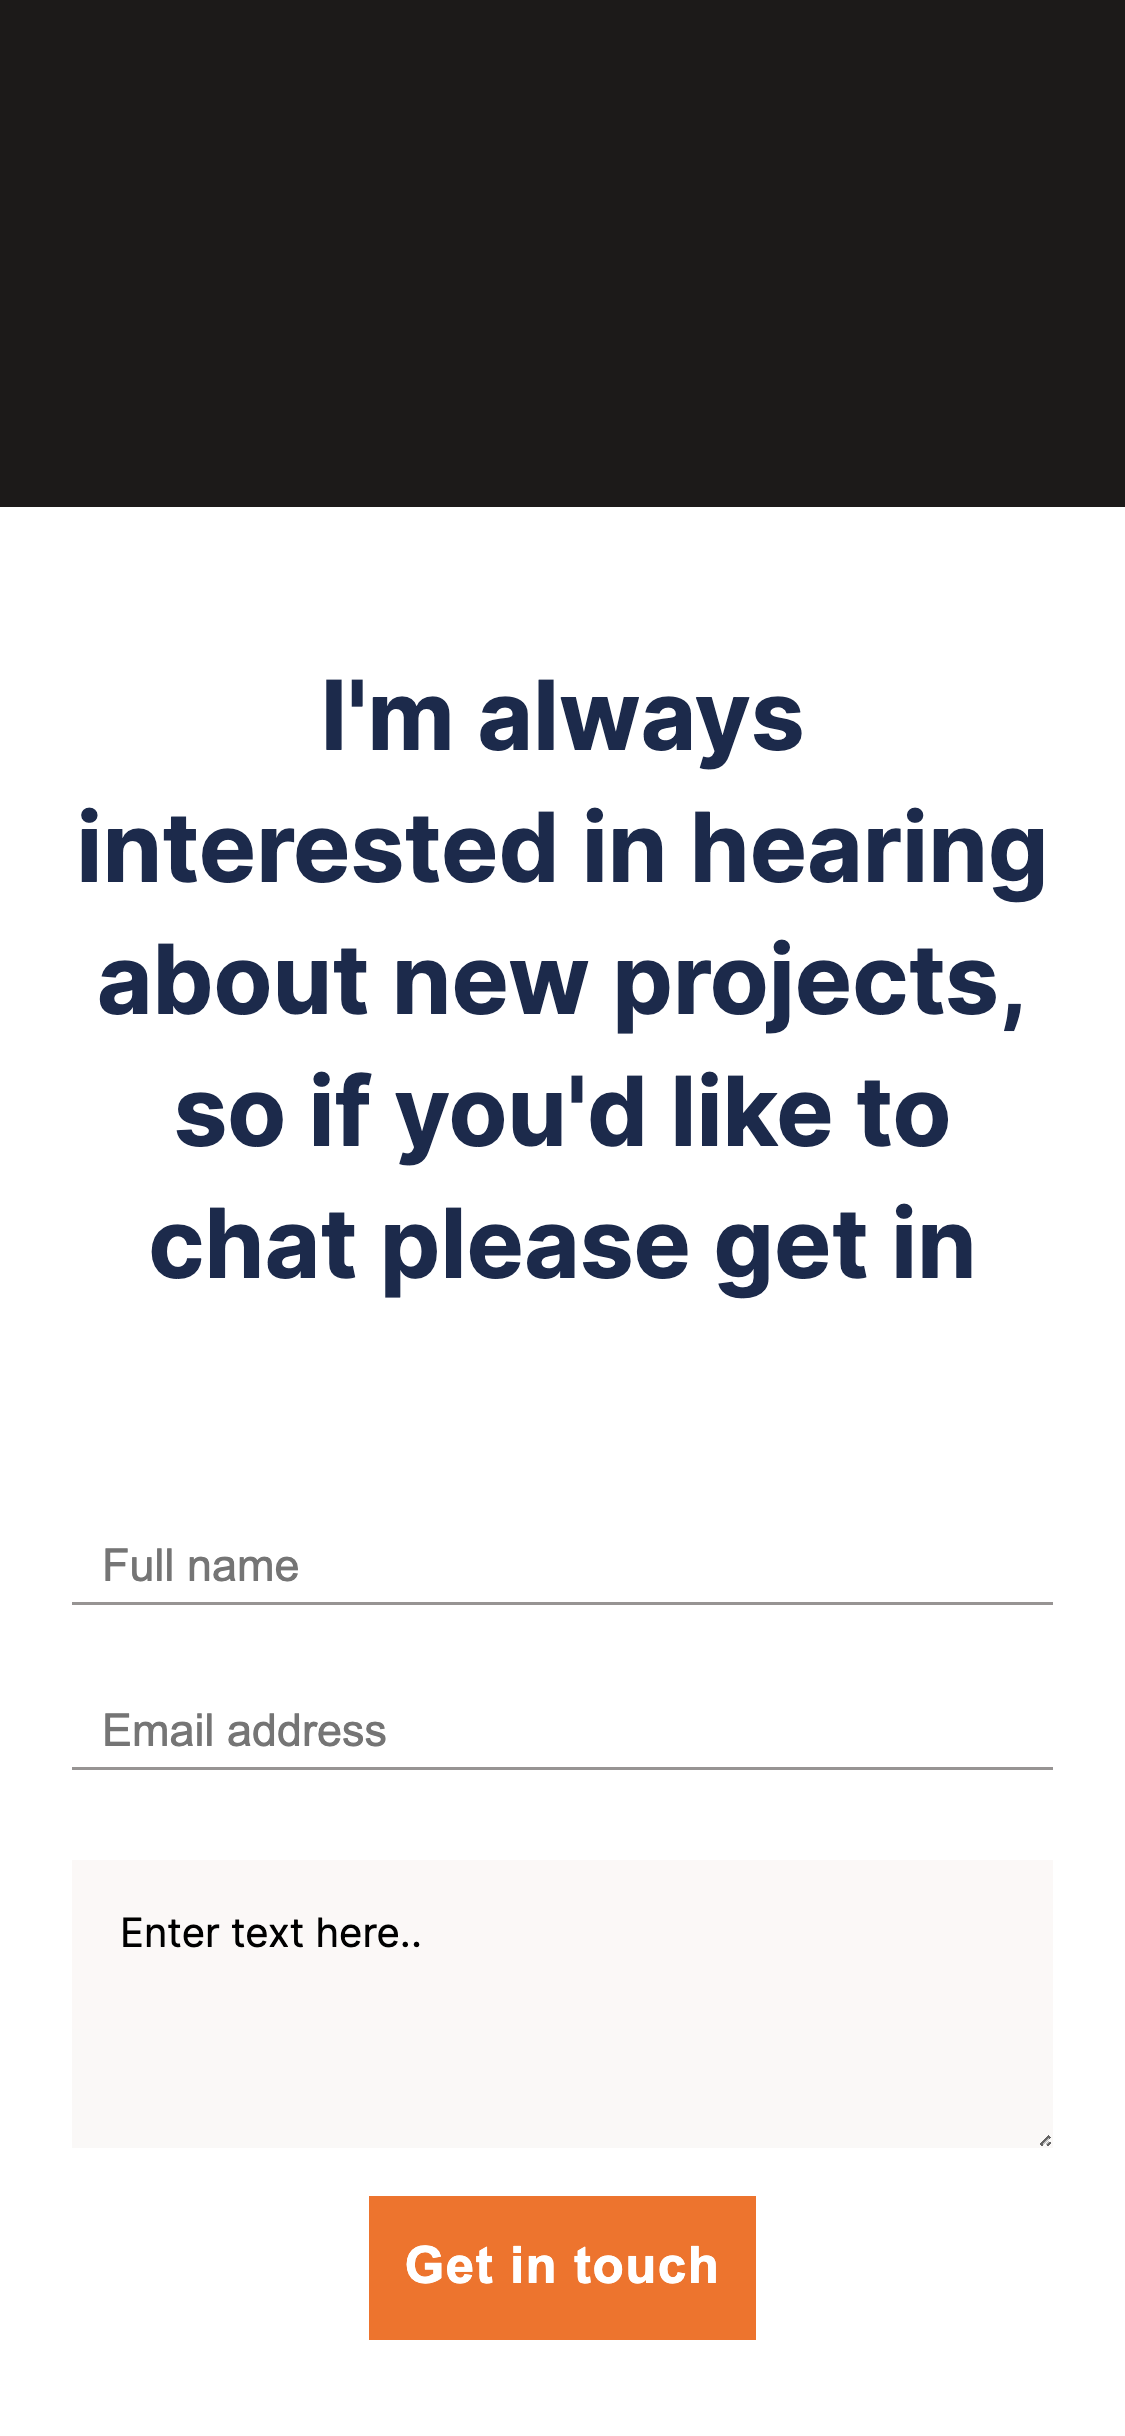 I'm always
interested in hearing
about new projects,
so if you'd like to
chat please get in
Full name
Email address
Enter text here..
Get in touch